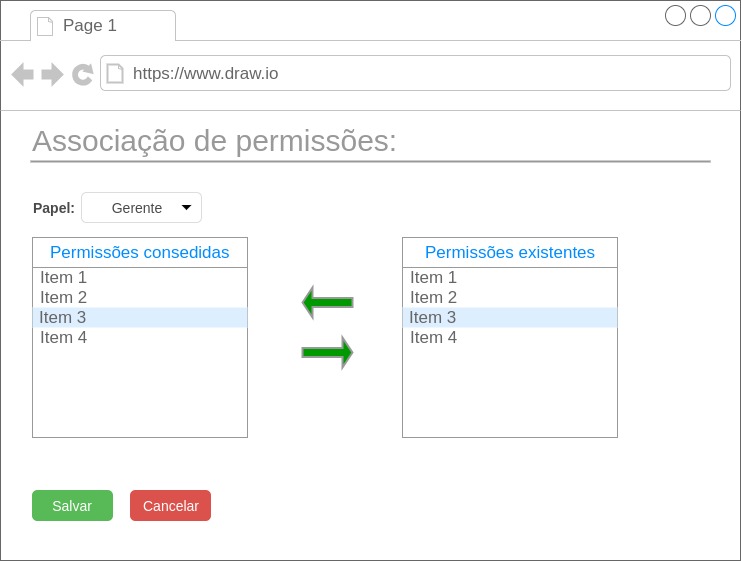 Page 1
https://www.draw.io
Associação de permissões:
Papel: Gerente
Permissões consedidas
Item 1
Item 2
Item 3
Item 4
Permissões existentes
Item 1
Item 2
Item 3
Item 4
Salvar Cancelar